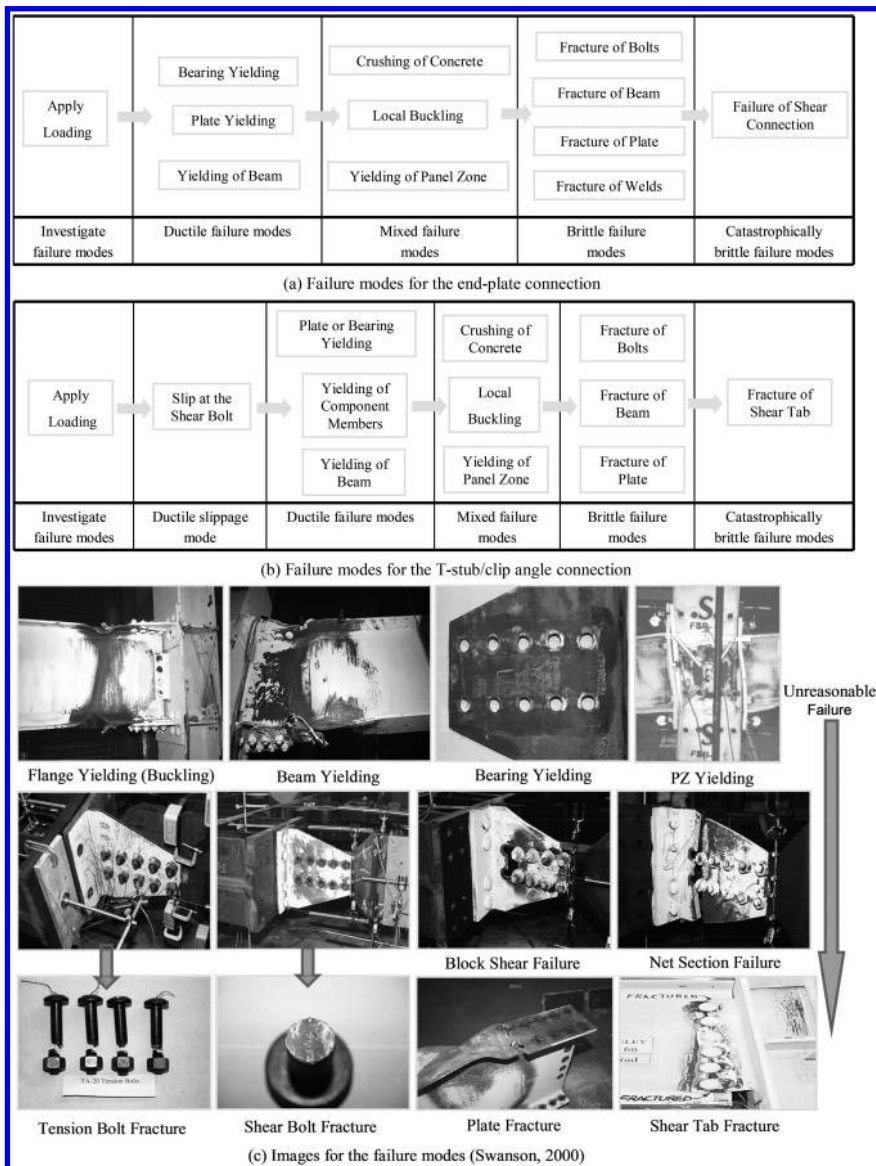 Apply
Loading
Bearing Yielding
Plate Yielding
Yielding of Beam
Crushing of Concrete
Local Buckling
Yielding of Panel Zone
Fracture of Bolts
Fracture of Beam
Fracture of Plate
Fracture of Welds
Failure of Shear
Connection
Investigate
failure modes
Ductile failure modes
Mixed failure
modes
Brittle failure
modes
Catastrophically
brittle failure modes
(a) Failure modes for the end-plate connection
Apply
Loading
Slip at the
Shear Bolt
Plate or Bearing
Yielding
Yielding of
Component
Members
Yielding of
Beam
Crushing of
Concrete
Local
Buckling
Yielding of
Panel Zone
Fracture of
Bolts
Fracture of
Beam
Fracture of
Plate
Fracture of
Shear Tab
Investigate
failure modes
Ductile slippage
mode
Ductile failure modes
Mixed failure
modes
Brittle failure
modes
Catastrophically
brittle failure modes
(b) Failure modes for the T-stub/clip angle connection
Unreasonable
Failure
Flange Yielding (Buckling)
Beam Yielding
Bearing Yielding
PZ Yielding
Block Shear Failure
Net Section Failure
TA-20 Tension Bolts
FRACTURED
FRACTURED
Tension Bolt Fracture
Shear Bolt Fracture
Plate Fracture
Shear Tab Fracture
(c) Images for the failure modes (Swanson, 2000)